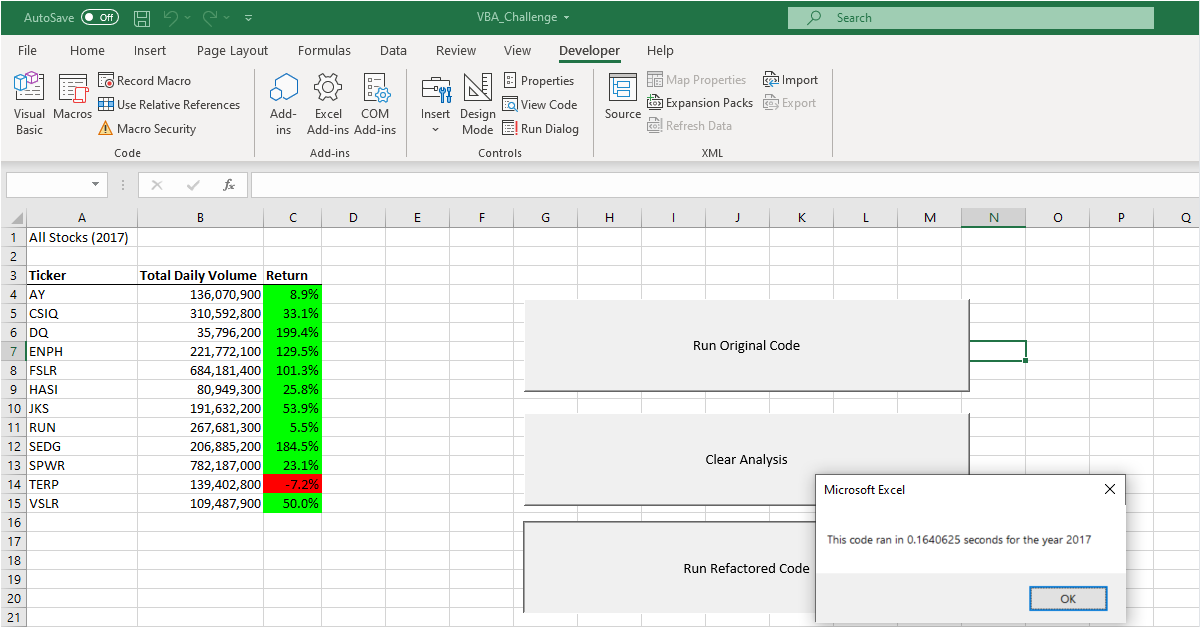 AutoSave Off VBA_Challenge Search
File Home Insert Page Layout Formulas Data Review View Developer Help
Visual Basic
Macros
Record Macro
Use Relative References
Macro Security
Code
Add-ins
Excel Add-ins
COM Add-ins
Add-ins
Insert
Design Mode
Properties
View Code
Run Dialog
Controls
Source
Map Properties
Expansion Packs
Refresh Data
Import
Export
XML
fx
A B C D E F G H I J K L M N O P Q
1 All Stocks (2017)
2
3 Ticker Total Daily Volume Return
4 AY 136,070,900 8.9%
5 CSIQ 310,592,800 33.1%
6 DQ 35,796,200 199.4%
7 ENPH 221,772,100 129.5%
8 FSLR 684,181,400 101.3%
9 HASI 80,949,300 25.8%
10 JKS 191,632,200 53.9%
11 RUN 267,681,300 5.5%
12 SEDG 206,885,200 184.5%
13 SPWR 782,187,000 23.1%
14 TERP 139,402,800 -7.2%
15 VSLR 109,487,900 50.0%
16
17
18
19
20
21
Run Original Code
Clear Analysis
Run Refactored Code
Microsoft Excel
This code ran in 0.1640625 seconds for the year 2017
OK